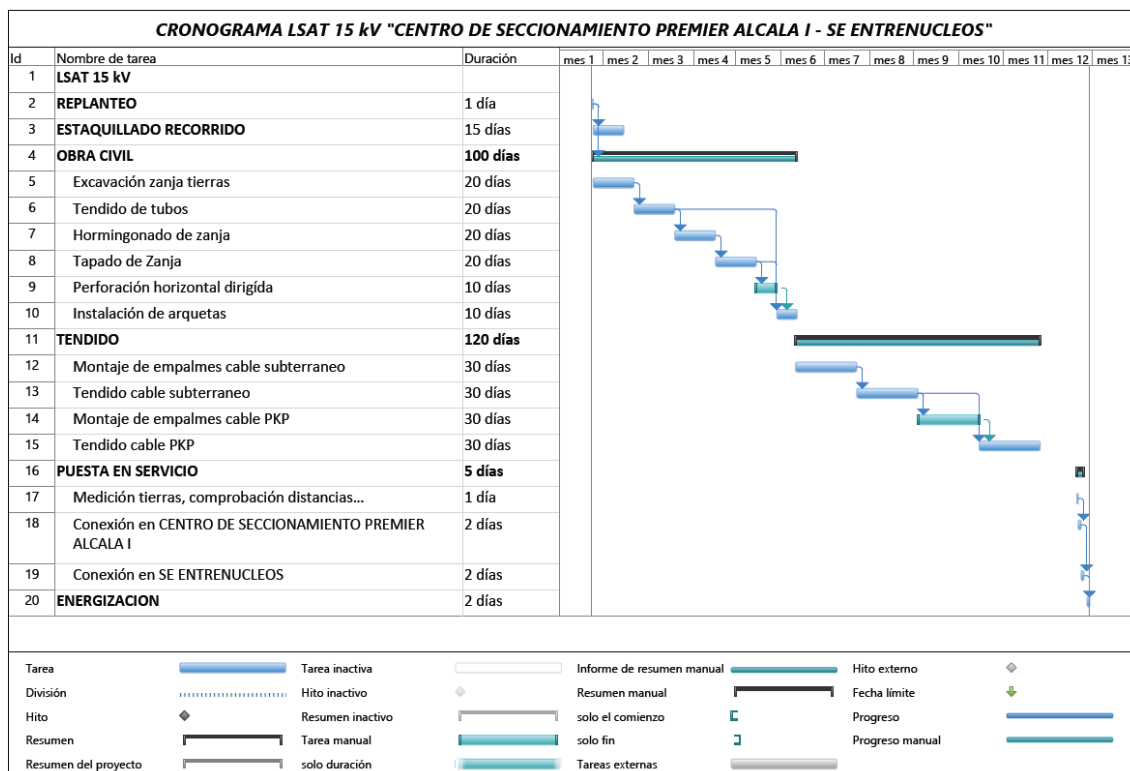 CRONOGRAMA LSAT 15 kV "CENTRO DE SECCIONAMIENTO PREMIER ALCALA I - SE ENTRENUCLEOS"
Id Nombre de tarea Duración mes 1 mes 2 mes 3 mes 4 mes 5 mes 6 mes 7 mes 8 mes 9 mes 10 mes 11 mes 12 mes 13
1 LSAT 15 kV
2 REPLANTEO 1 día
3 ESTAQUILLADO RECORRIDO 15 días
4 OBRA CIVIL 100 días
5 Excavación zanja tierras 20 días
6 Tendido de tubos 20 días
7 Hormingonado de zanja 20 días
8 Tapado de Zanja 20 días
9 Perforación horizontal dirigída 10 días
10 Instalación de arquetas 10 días
11 TENDIDO 120 días
12 Montaje de empalmes cable subterraneo 30 días
13 Tendido cable subterraneo 30 días
14 Montaje de empalmes cable PKP 30 días
15 Tendido cable PKP 30 días
16 PUESTA EN SERVICIO 5 días
17 Medición tierras, comprobación distancias... 1 día
18 Conexión en CENTRO DE SECCIONAMIENTO PREMIER 2 días
ALCALA I
19 Conexión en SE ENTRENUCLEOS 2 días
20 ENERGIZACION 2 días
Tarea Tarea inactiva Informe de resumen manual Hito externo
División Hito inactivo Resumen manual Fecha límite
Hito Resumen inactivo solo el comienzo Progreso
Resumen Tarea manual solo fin Progreso manual
Resumen del proyecto solo duración Tareas externas